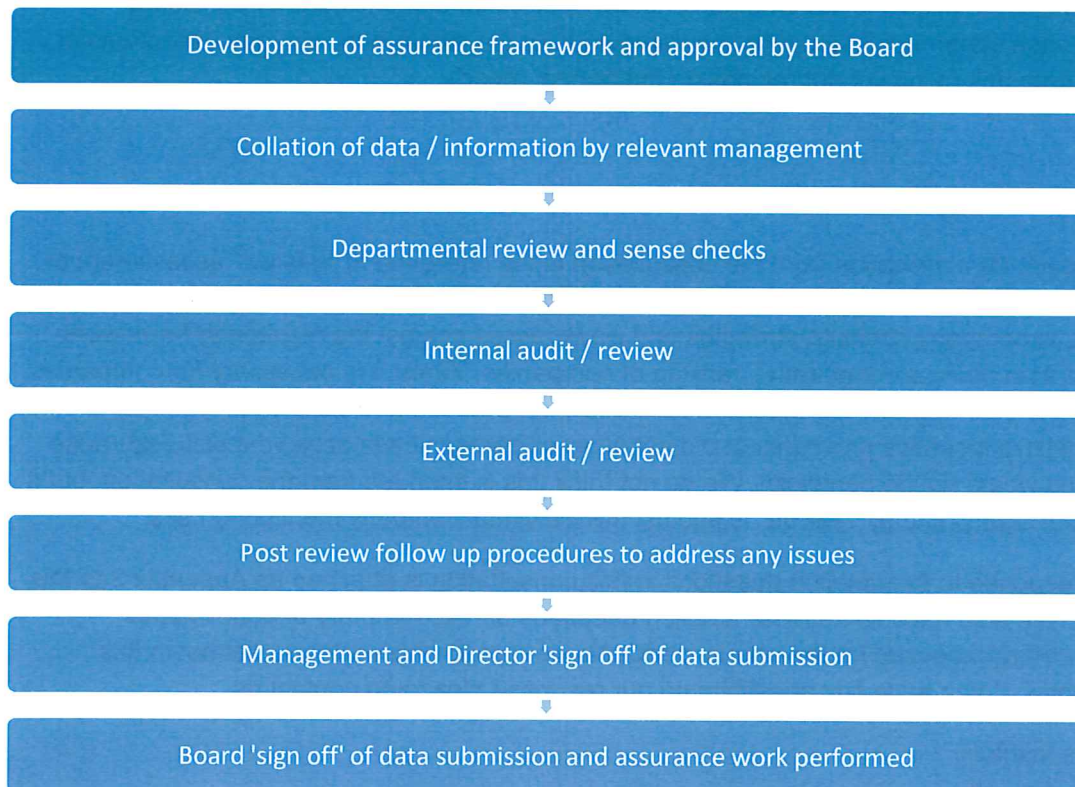 Development of assurance framework and approval by the Board
Collation of data / information by relevant management
Departmental review and sense checks
Internal audit / review
External audit / review
Post review follow up procedures to address any issues
Management and Director 'sign off' of data submission
Board 'sign off' of data submission and assurance work performed